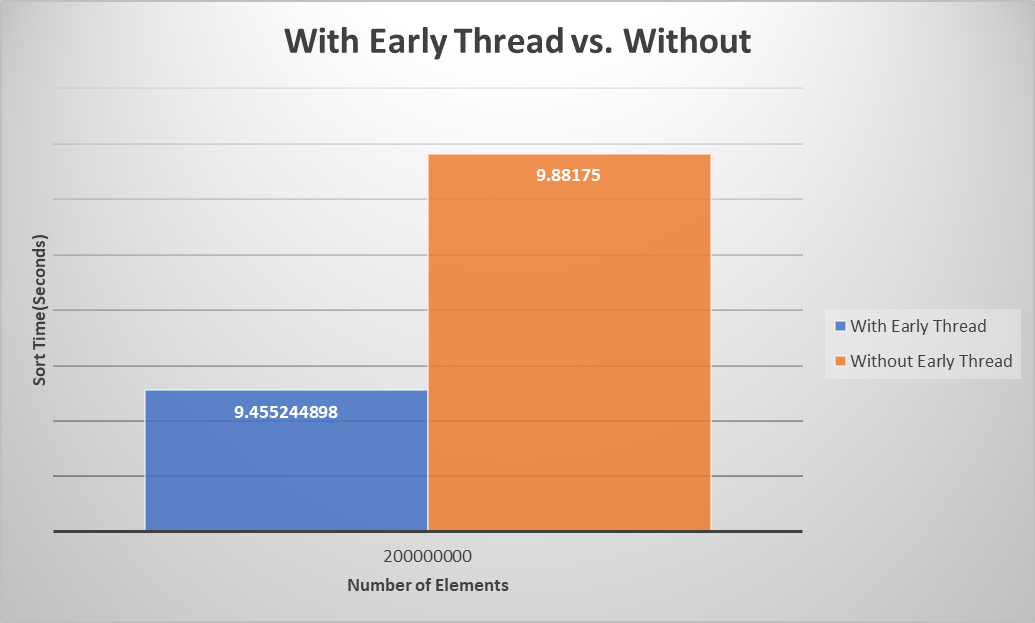 With Early Thread vs. Without
9.88175
9.455244898
Sort Time(Seconds)
With Early Thread
Without Early Thread
200000000
Number of Elements